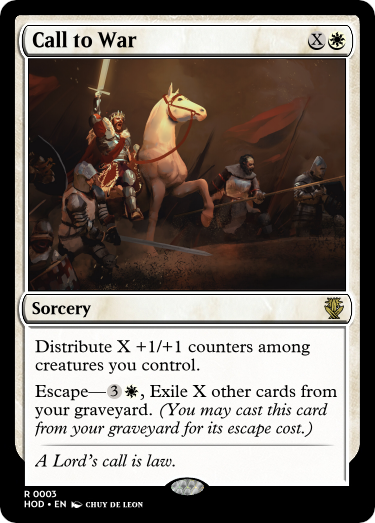 Call to War X
Sorcery
Distribute X +1/+1 counters among
creatures you control.
Escape—3 , Exile X other cards from
your graveyard. (You may cast this card
from your graveyard for its escape cost.)
A Lord's call is law.
R 0003
HOD • EN CHUY DE LEON